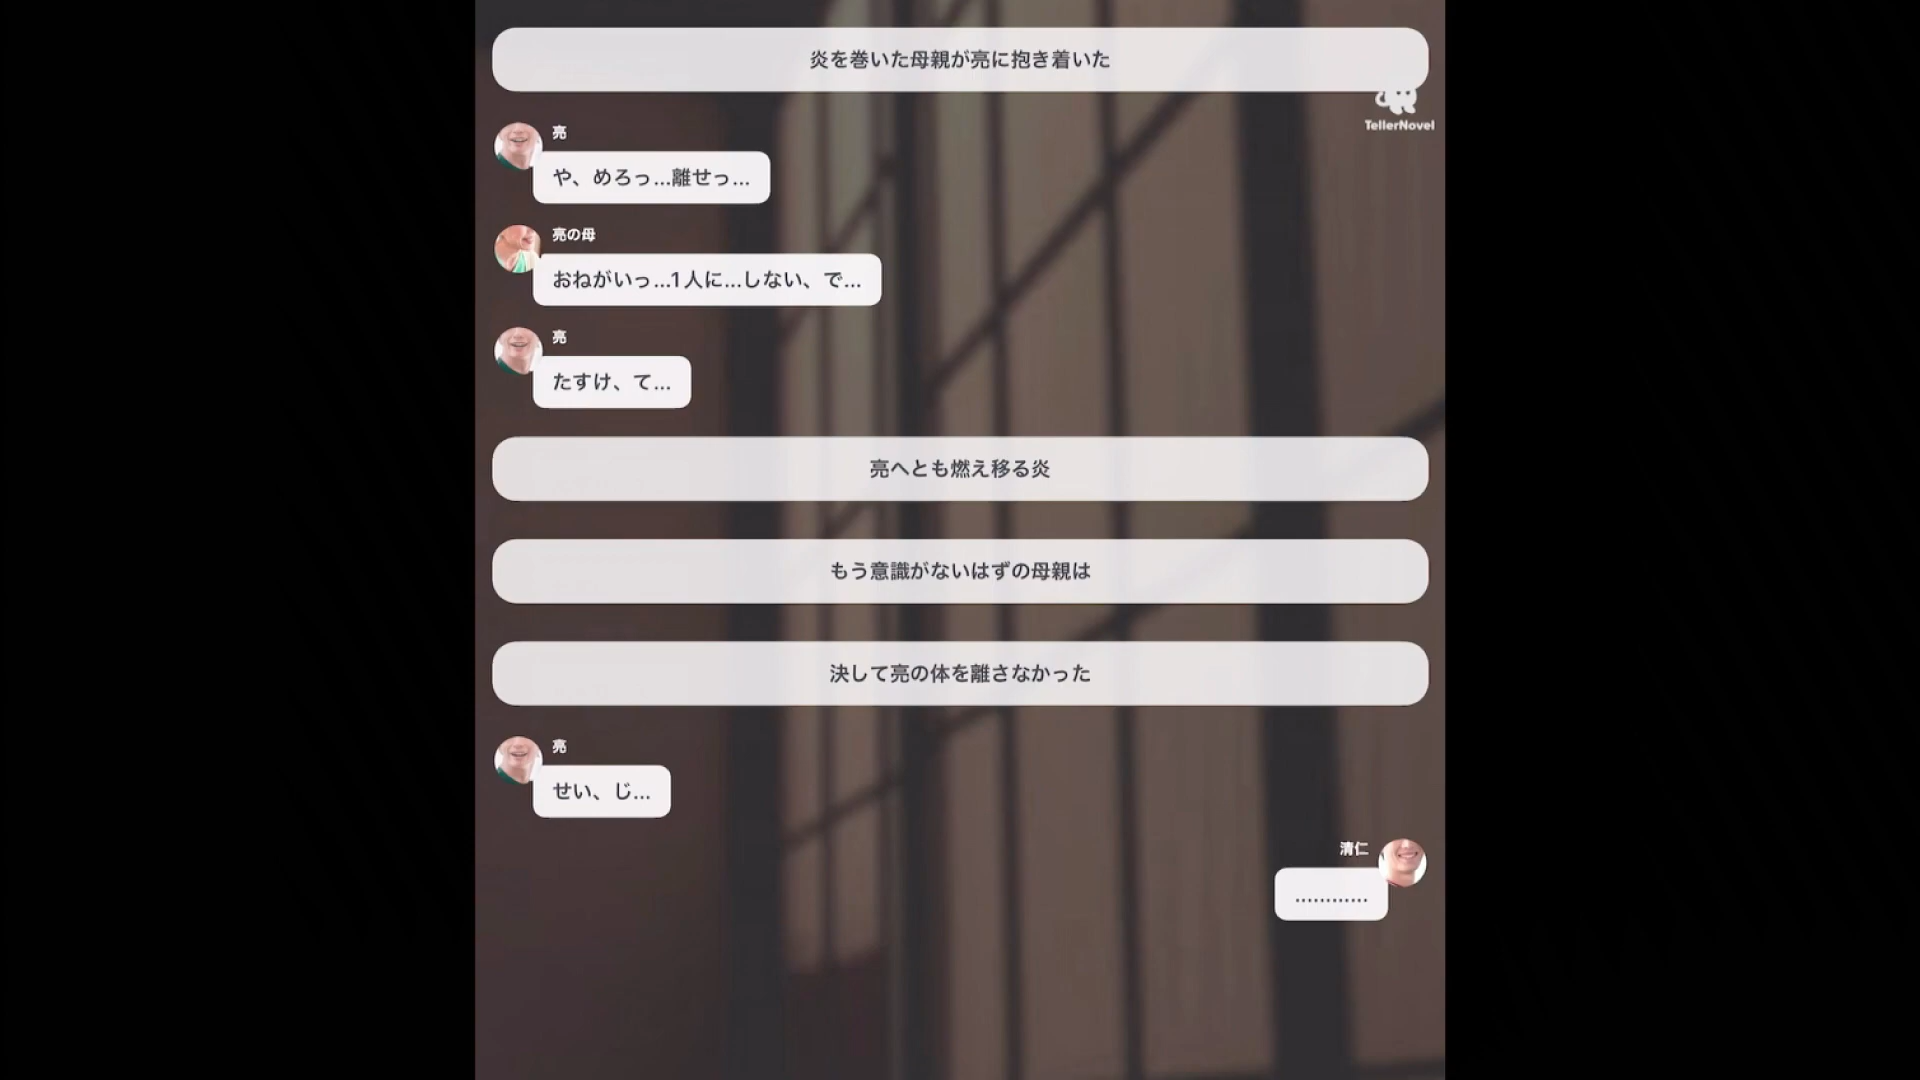 炎を巻いた母親が亮に抱き着いた
TellerNovel
亮
や、めろっ…離せっ…
亮の母
おねがいっ…1人に…しない、で…
亮
たすけ、て…
亮へとも燃え移る炎
もう意識がないはずの母親は
決して亮の体を離さなかった
亮
せい、じ…
清仁
…………